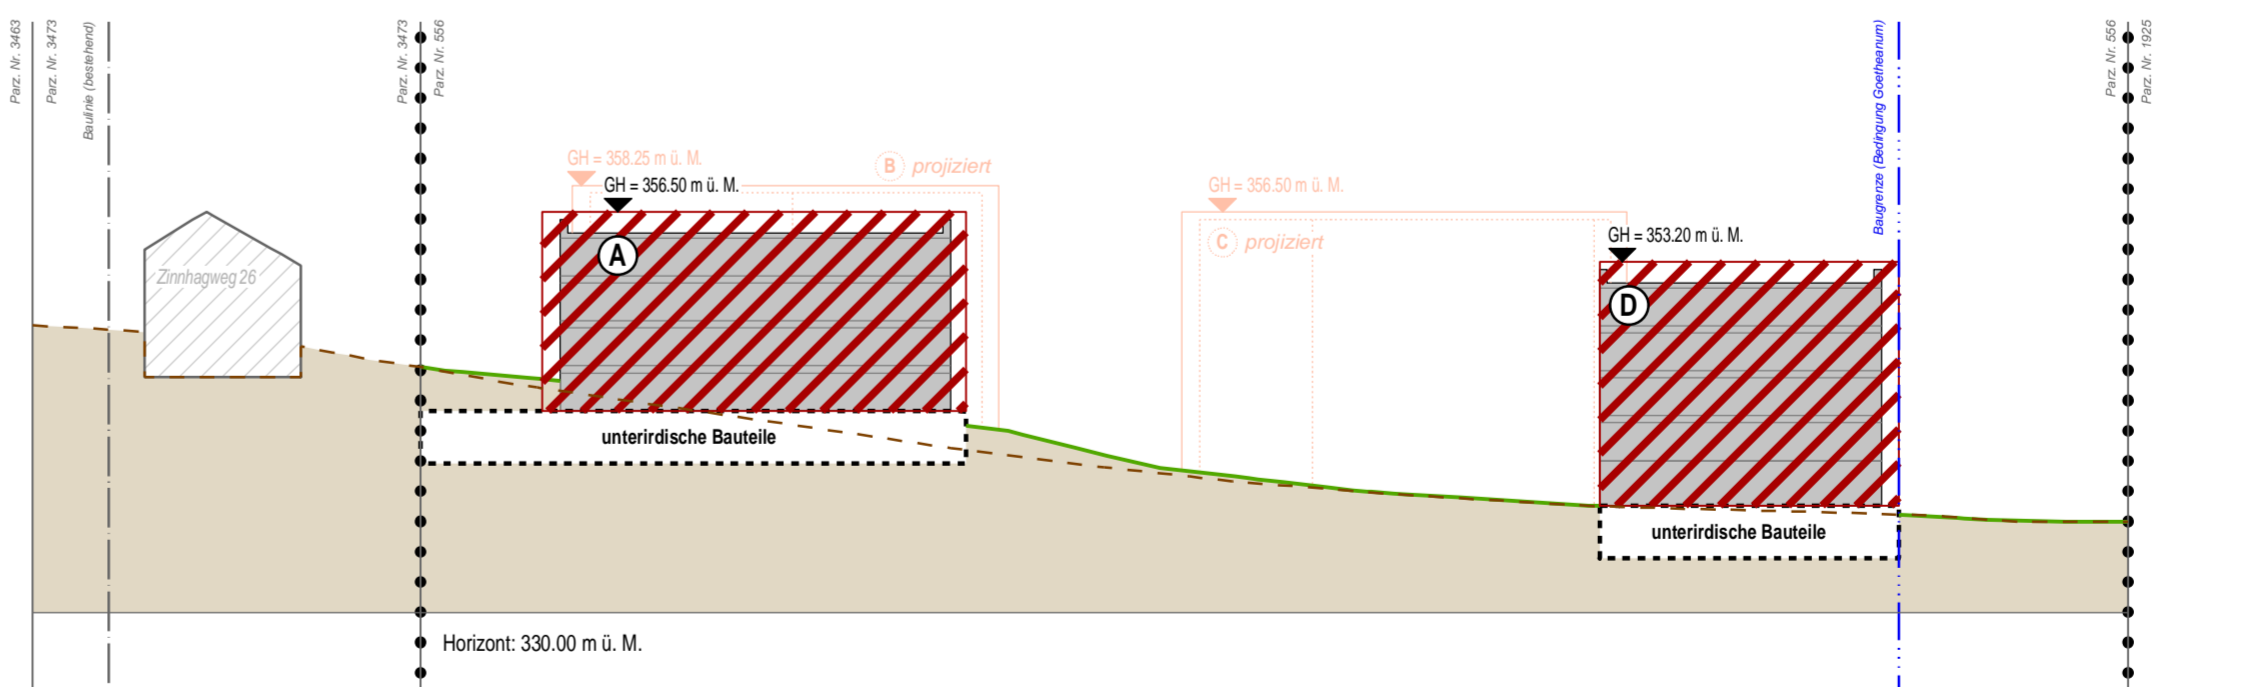 Parz. Nr. 3463
Parz. Nr. 3473
Baulinie (bestehend)
Parz. Nr. 3473
Parz. Nr. 556
Baugrenze (Bedingung Goetheanum)
Parz. Nr. 556
Parz. Nr. 1925
GH = 358.25 m ü. M.
B projiziert
GH = 356.50 m ü. M.
GH = 356.50 m ü. M.
C projiziert
GH = 353.20 m ü. M.
A
Zinnhagweg 26
D
unterirdische Bauteile
unterirdische Bauteile
Horizont: 330.00 m ü. M.